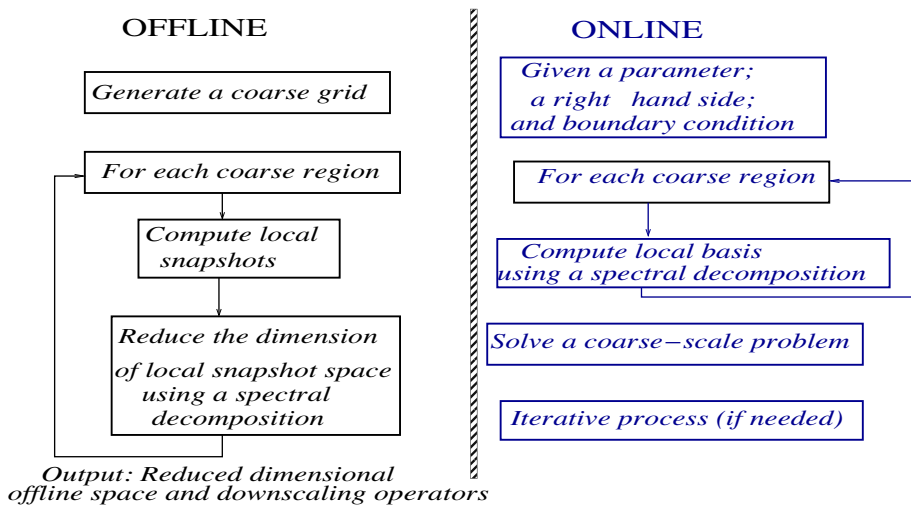 OFFLINE
Generate a coarse grid
For each coarse region
Compute local
snapshots
Reduce the dimension
of local snapshot space
using a spectral
decomposition
Output: Reduced dimensional
offline space and downscaling operators
ONLINE
Given a parameter;
a right hand side;
and boundary condition
For each coarse region
Compute local basis
using a spectral decomposition
Solve a coarse−scale problem
Iterative process (if needed)